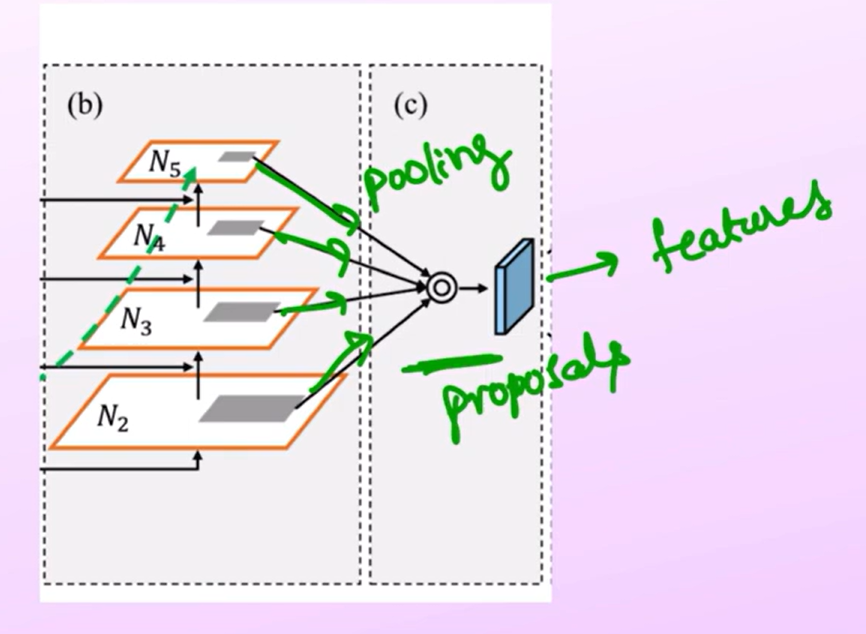 (b)
(c)
pooling
N5
N4
features
N3
proposals
N2